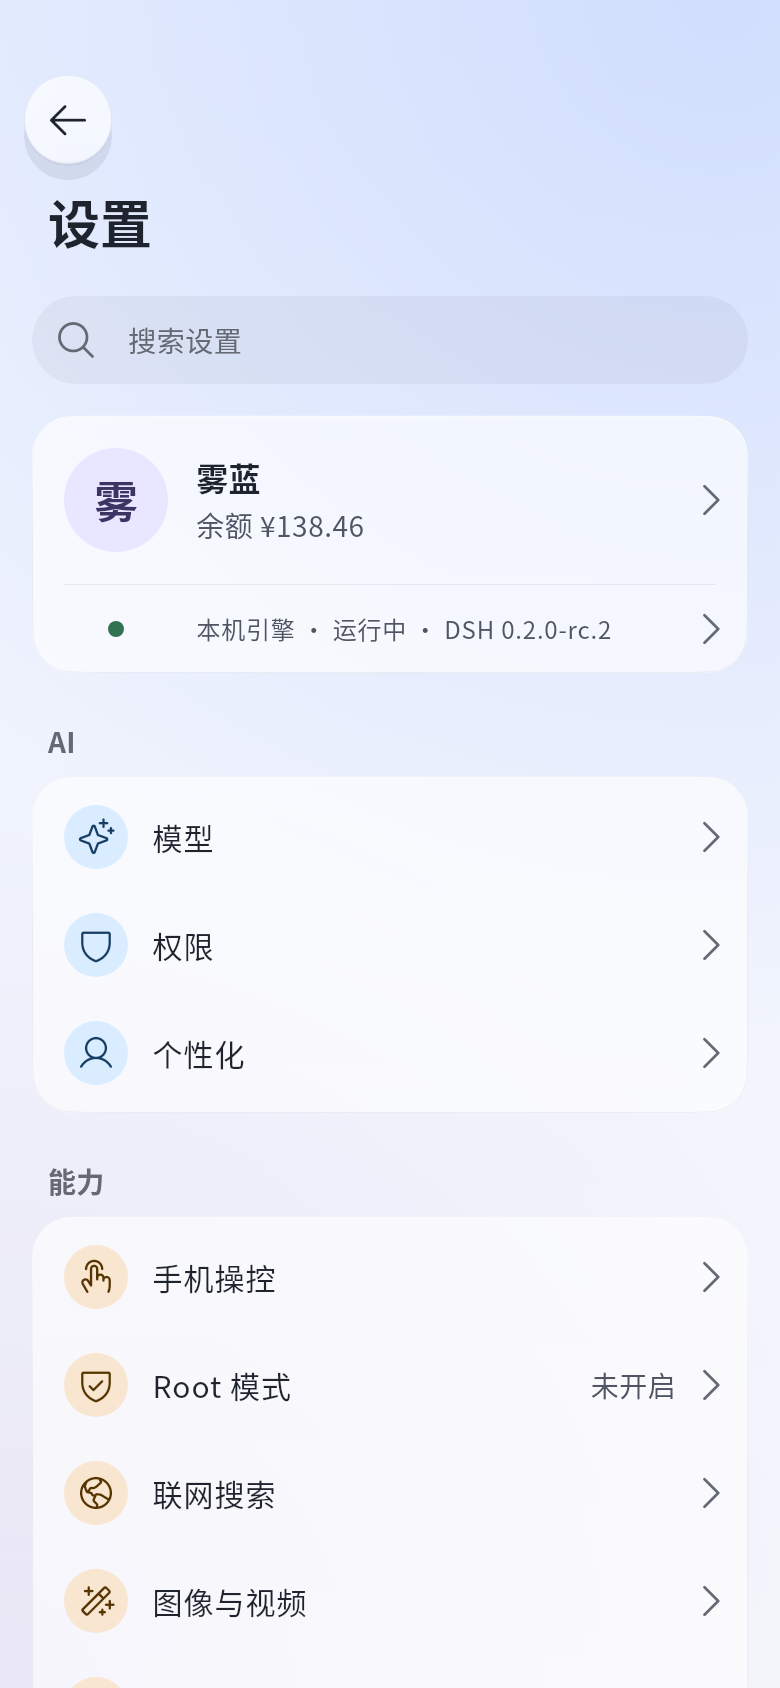 设置
搜索设置
雾
雾蓝
余额 ¥138.46
本机引擎 · 运行中 · DSH 0.2.0-rc.2
AI
模型
权限
个性化
能力
手机操控
Root 模式
未开启
联网搜索
图像与视频